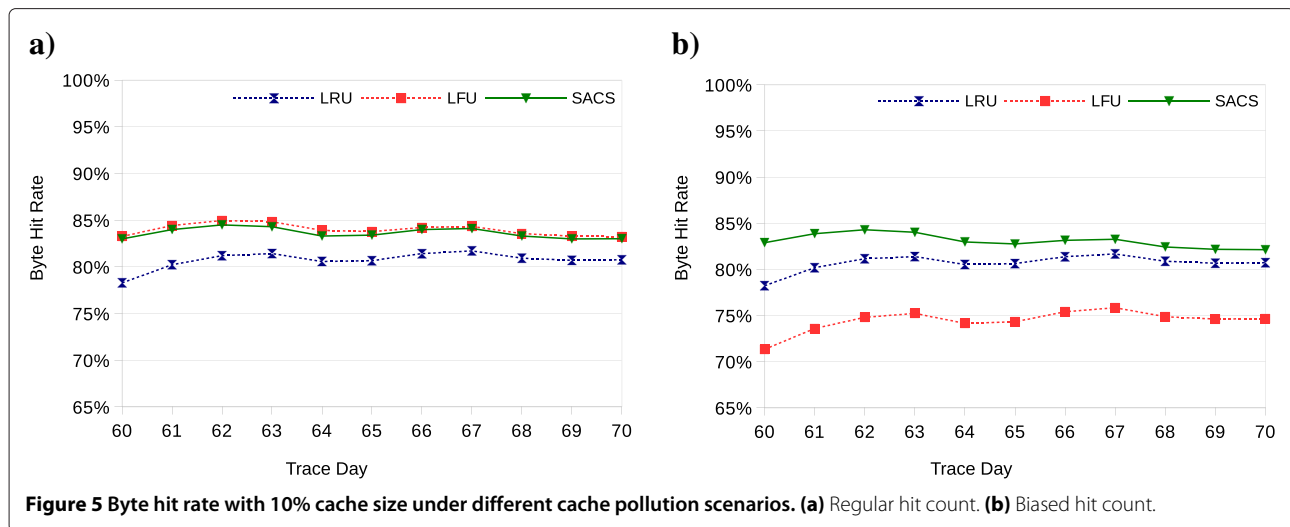 a)
100%
95%
90%
85%
80%
75%
70%
65%
Byte Hit Rate
LRU LFU SACS
60 61 62 63 64 65 66 67 68 69 70
Trace Day
b)
100%
95%
90%
85%
80%
75%
70%
65%
Byte Hit Rate
LRU LFU SACS
60 61 62 63 64 65 66 67 68 69 70
Trace Day
Figure 5 Byte hit rate with 10% cache size under different cache pollution scenarios. (a) Regular hit count. (b) Biased hit count.